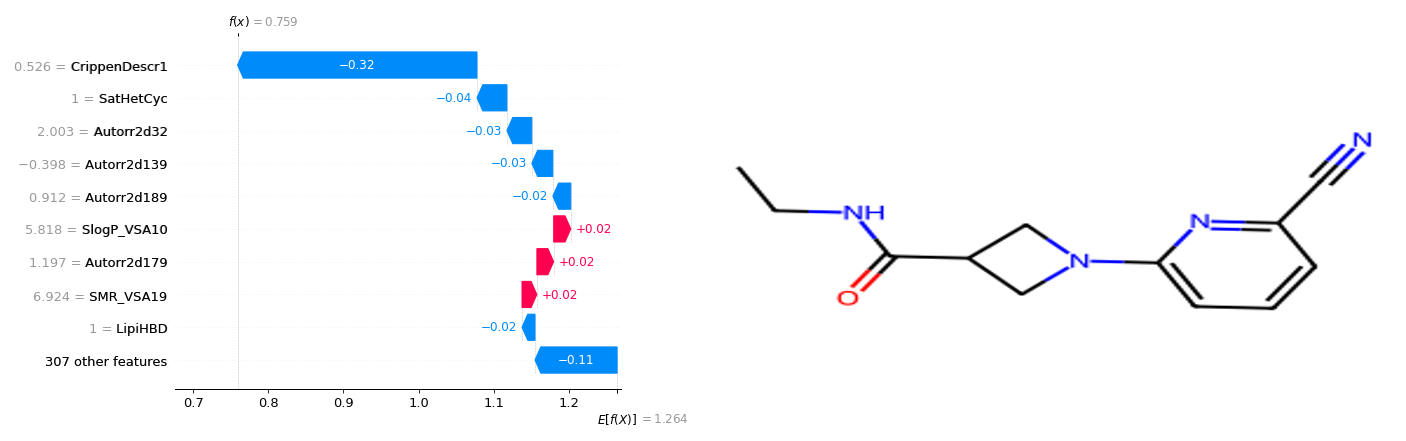 f(x) = 0.759
0.526 = CrippenDescr1 −0.32
1 = SatHetCyc −0.04
2.003 = Autorr2d32 −0.03
−0.398 = Autorr2d139 −0.03
0.912 = Autorr2d189 −0.02
5.818 = SlogP_VSA10 +0.02
1.197 = Autorr2d179 +0.02
6.924 = SMR_VSA19 +0.02
1 = LipiHBD −0.02
307 other features −0.11
0.7 0.8 0.9 1.0 1.1 1.2
E[f(X)] = 1.264
N
NH
N
N
O